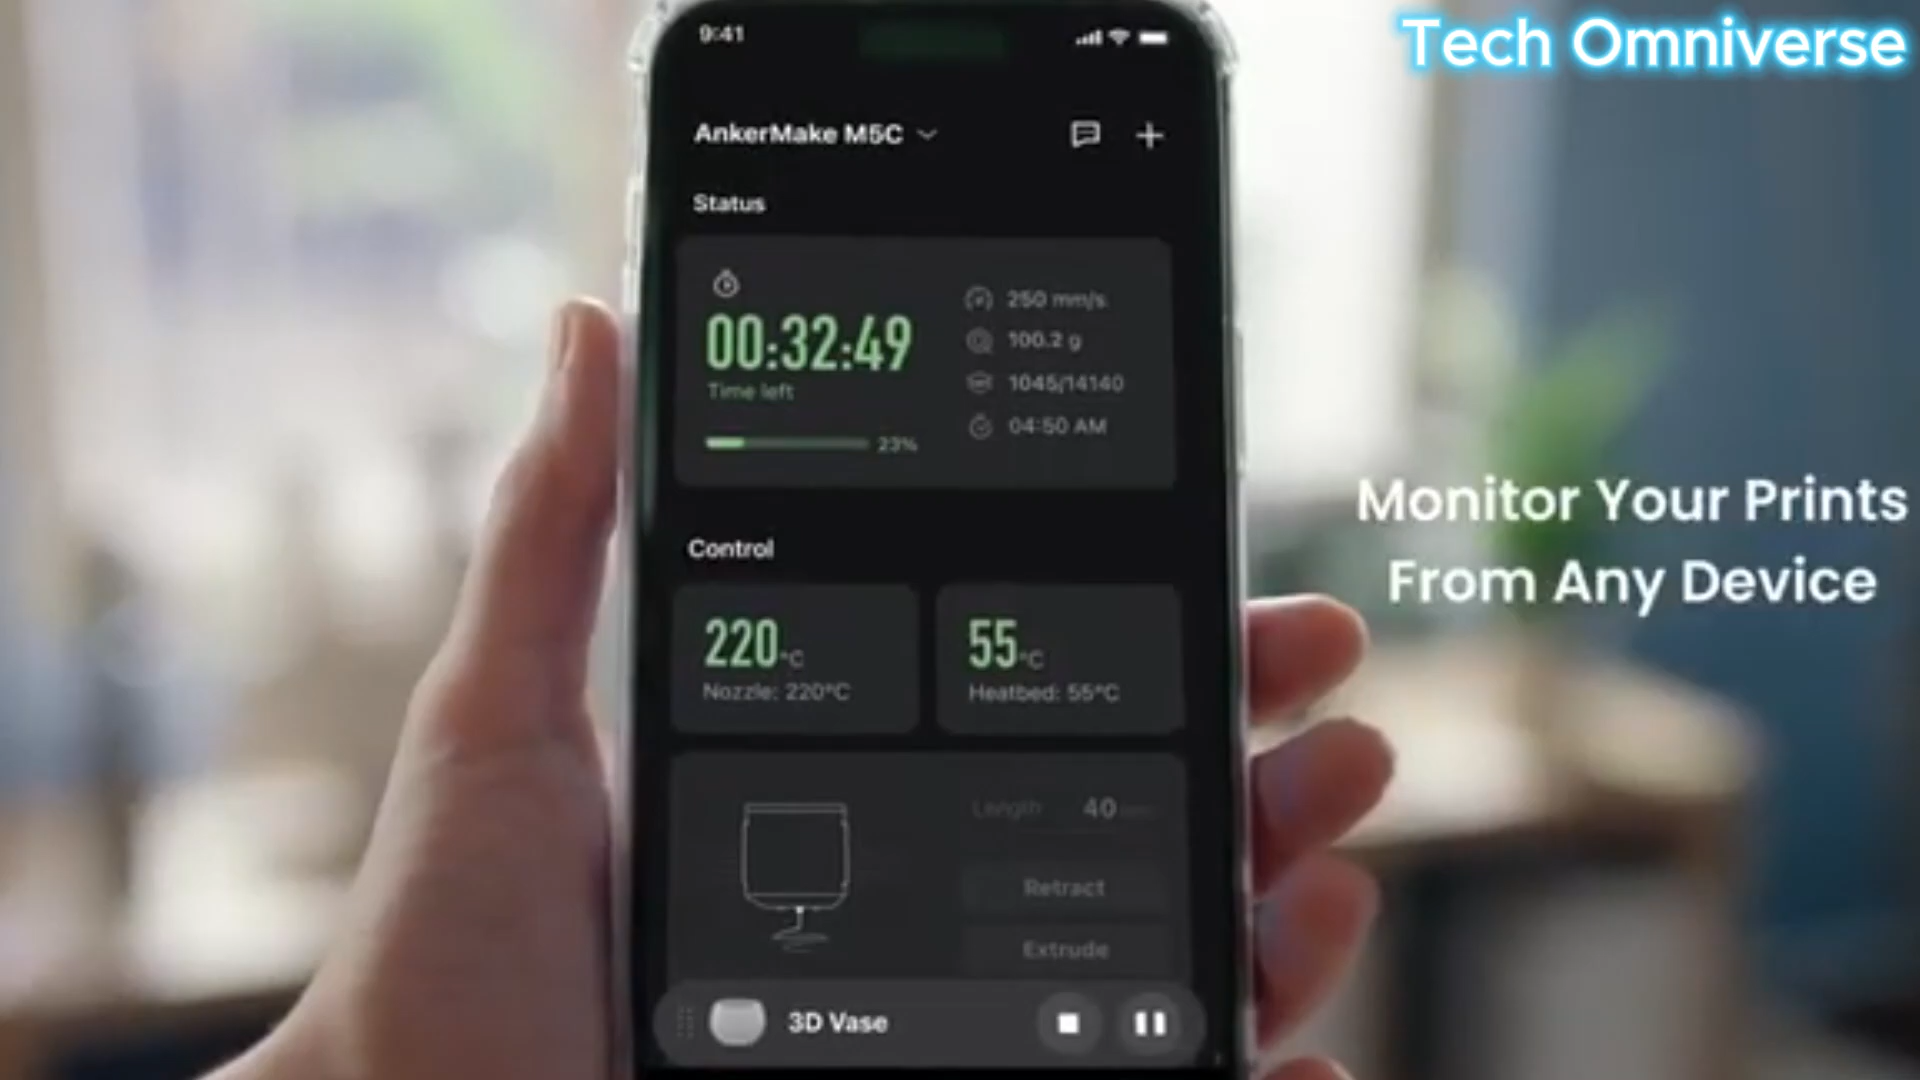 Tech Omniverse
9:41
AnkerMake M5C
Status
00:32:49
Time left
23%
250 mm/s
100.2 g
1045/14140
04:50 AM
Control
220°C
Nozzle: 220°C
55°C
Heatbed: 55°C
Length 40
Retract
Extrude
3D Vase
Monitor Your Prints
From Any Device